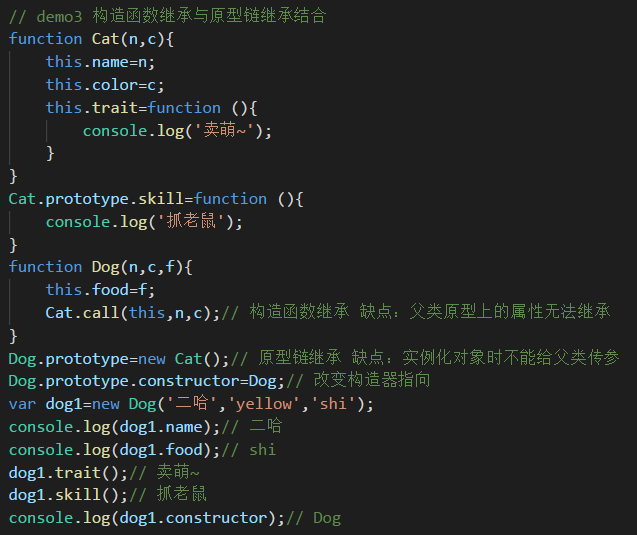 // demo3 构造函数继承与原型链继承结合
function Cat(n,c){
    this.name=n;
    this.color=c;
    this.trait=function (){
        console.log('卖萌~');
    }
}
Cat.prototype.skill=function (){
    console.log('抓老鼠');
}
function Dog(n,c,f){
    this.food=f;
    Cat.call(this,n,c);// 构造函数继承 缺点：父类原型上的属性无法继承
}
Dog.prototype=new Cat();// 原型链继承 缺点：实例化对象时不能给父类传参
Dog.prototype.constructor=Dog;// 改变构造器指向
var dog1=new Dog('二哈','yellow','shi');
console.log(dog1.name);// 二哈
console.log(dog1.food);// shi
dog1.trait();// 卖萌~
dog1.skill();// 抓老鼠
console.log(dog1.constructor);// Dog